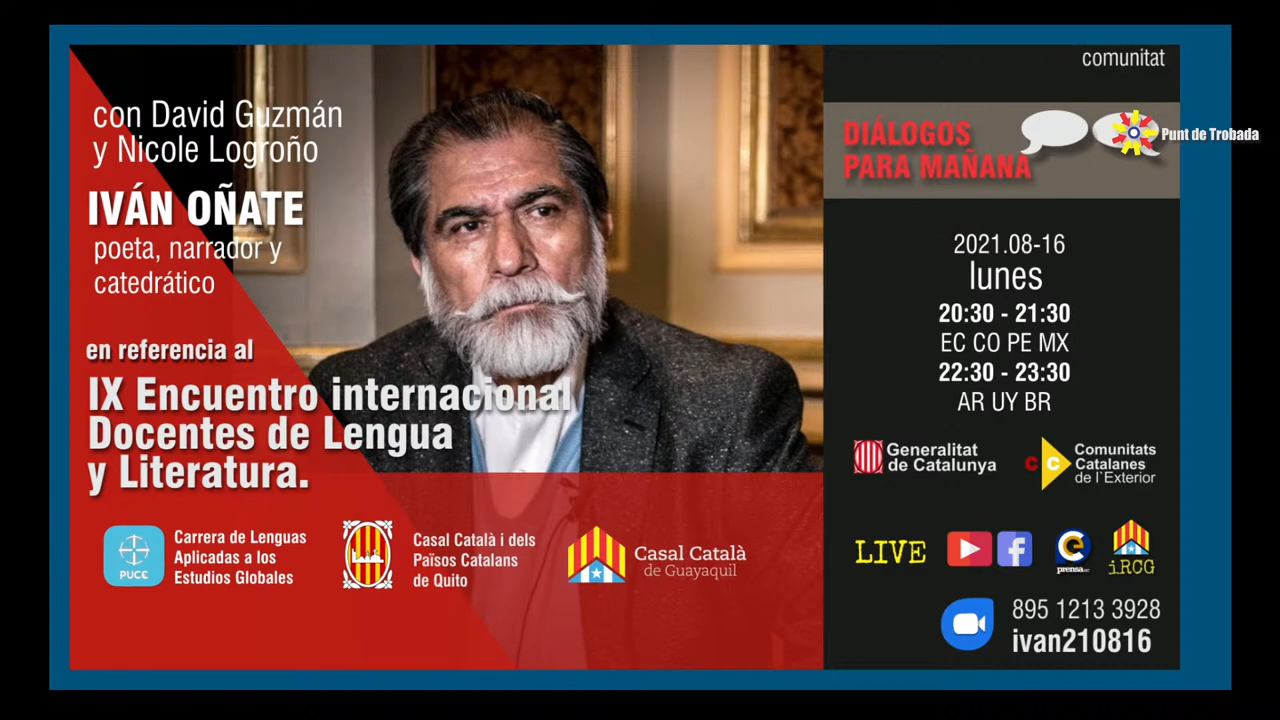 con David Guzmán
y Nicole Logroño
IVÁN OÑATE
poeta, narrador y
catedrático
en referencia al
IX Encuentro internacional
Docentes de Lengua
y Literatura.
PUCE
Carrera de Lenguas
Aplicadas a los
Estudios Globales
Casal Català i dels
Països Catalans
de Quito
Casal Català
de Guayaquil
comunitat
DIÁLOGOS
PARA MAÑANA
Punt de Trobada
2021.08-16
lunes
20:30 - 21:30
EC CO PE MX
22:30 - 23:30
AR UY BR
Generalitat
de Catalunya
C C
Comunitats
Catalanes
de l'Exterior
LIVE
prensa.ec
iRCG
895 1213 3928
ivan210816